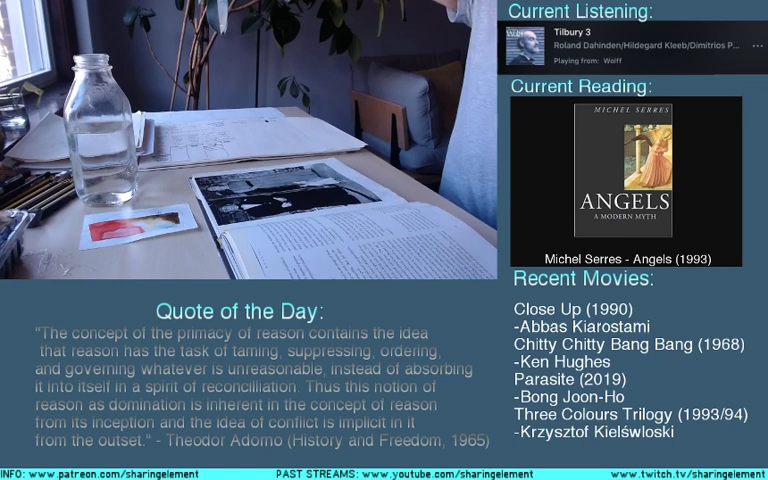 Current Listening:
Tilbury 3
Roland Dahinden/Hildegard Kleeb/Dimitrios P...
Playing from: Wolff
Current Reading:
MICHEL SERRES
ANGELS
A MODERN MYTH
Michel Serres - Angels (1993)
Recent Movies:
Close Up (1990)
-Abbas Kiarostami
Chitty Chitty Bang Bang (1968)
-Ken Hughes
Parasite (2019)
-Bong Joon-Ho
Three Colours Trilogy (1993/94)
-Krzysztof Kielśwloski
Quote of the Day:
"The concept of the primacy of reason contains the idea
that reason has the task of taming, suppressing, ordering,
and governing whatever is unreasonable, instead of absorbing
it into itself in a spirit of reconcilliation. Thus this notion of
reason as domination is inherent in the concept of reason
from its inception and the idea of conflict is implicit in it
from the outset." - Theodor Adorno (History and Freedom, 1965)
INFO: www.patreon.com/sharingelement
PAST STREAMS: www.youtube.com/sharingelement
www.twitch.tv/sharingelement